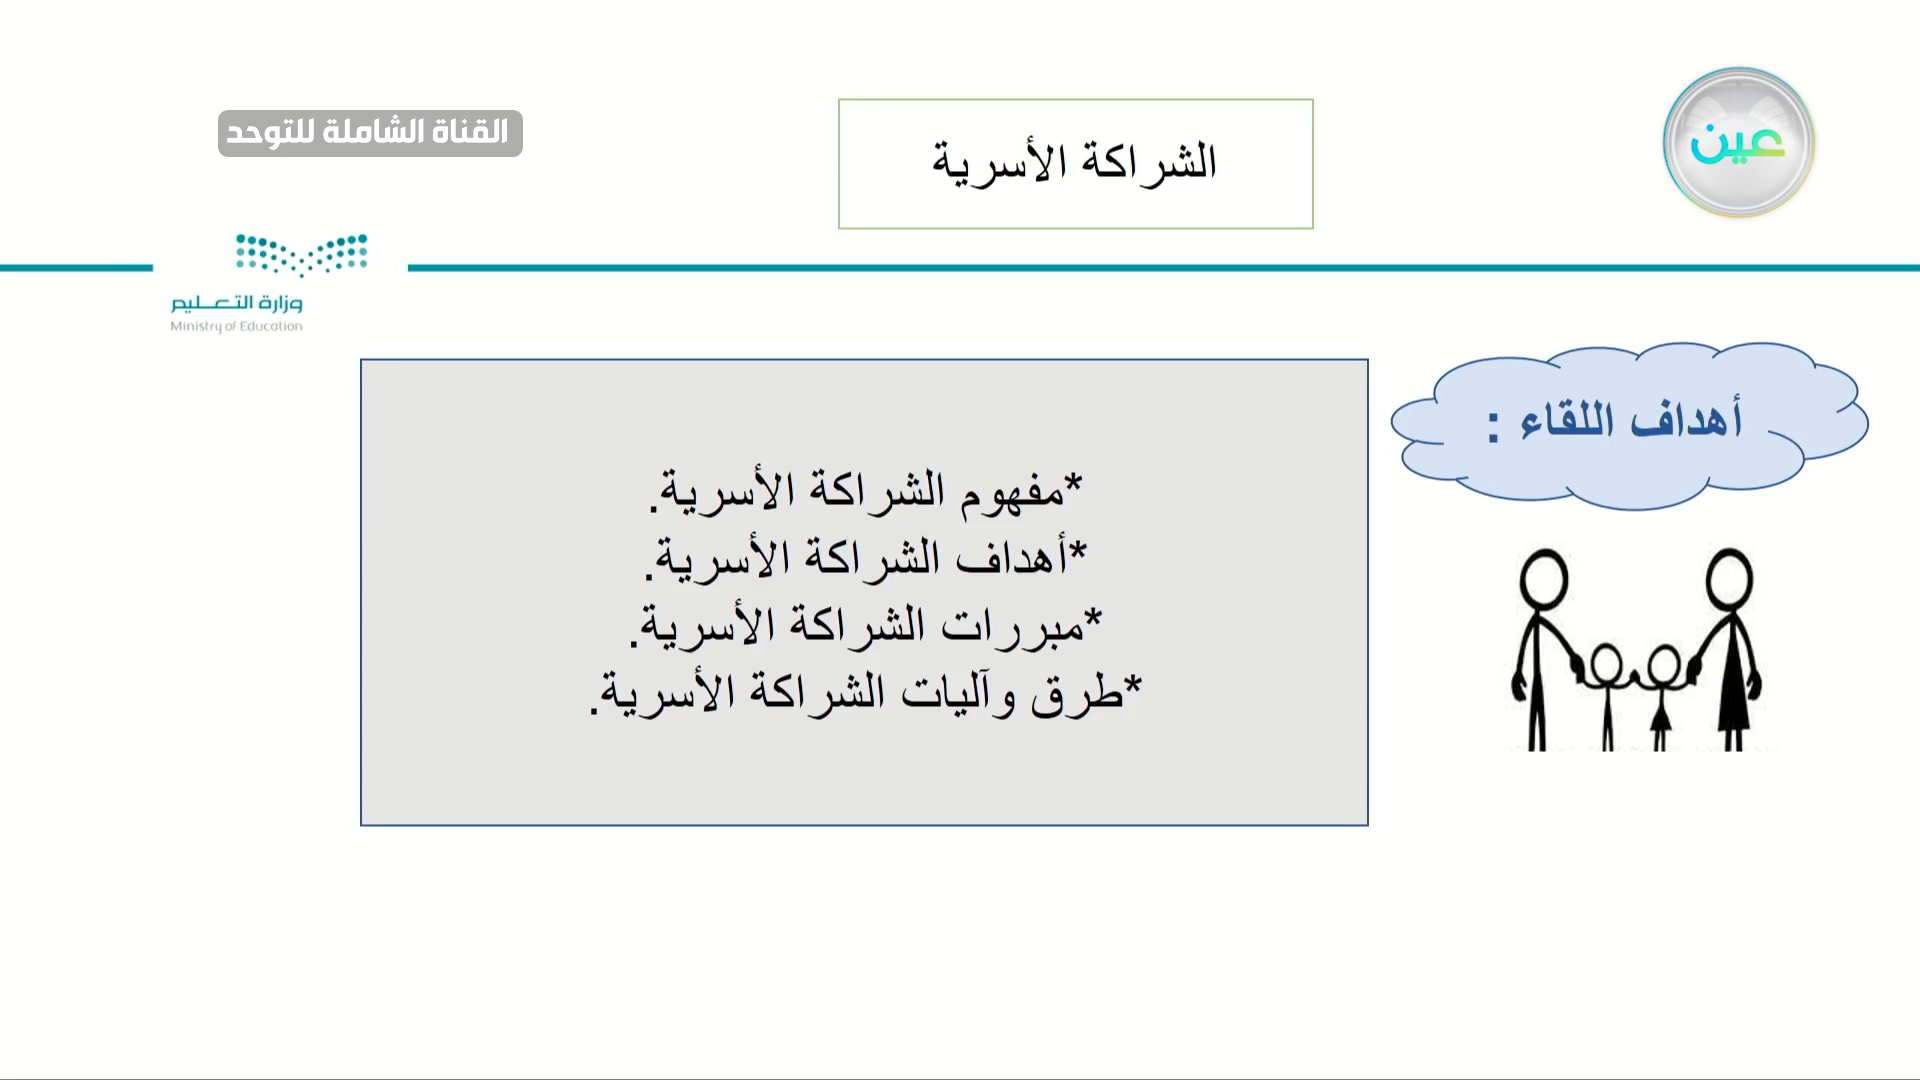 عين
الشراكة الأسرية
القناة الشاملة للتوحد
وزارة التعـليم
Ministry of Education
أهداف اللقاء :
*مفهوم الشراكة الأسرية.
*أهداف الشراكة الأسرية.
*مبررات الشراكة الأسرية.
*طرق وآليات الشراكة الأسرية.